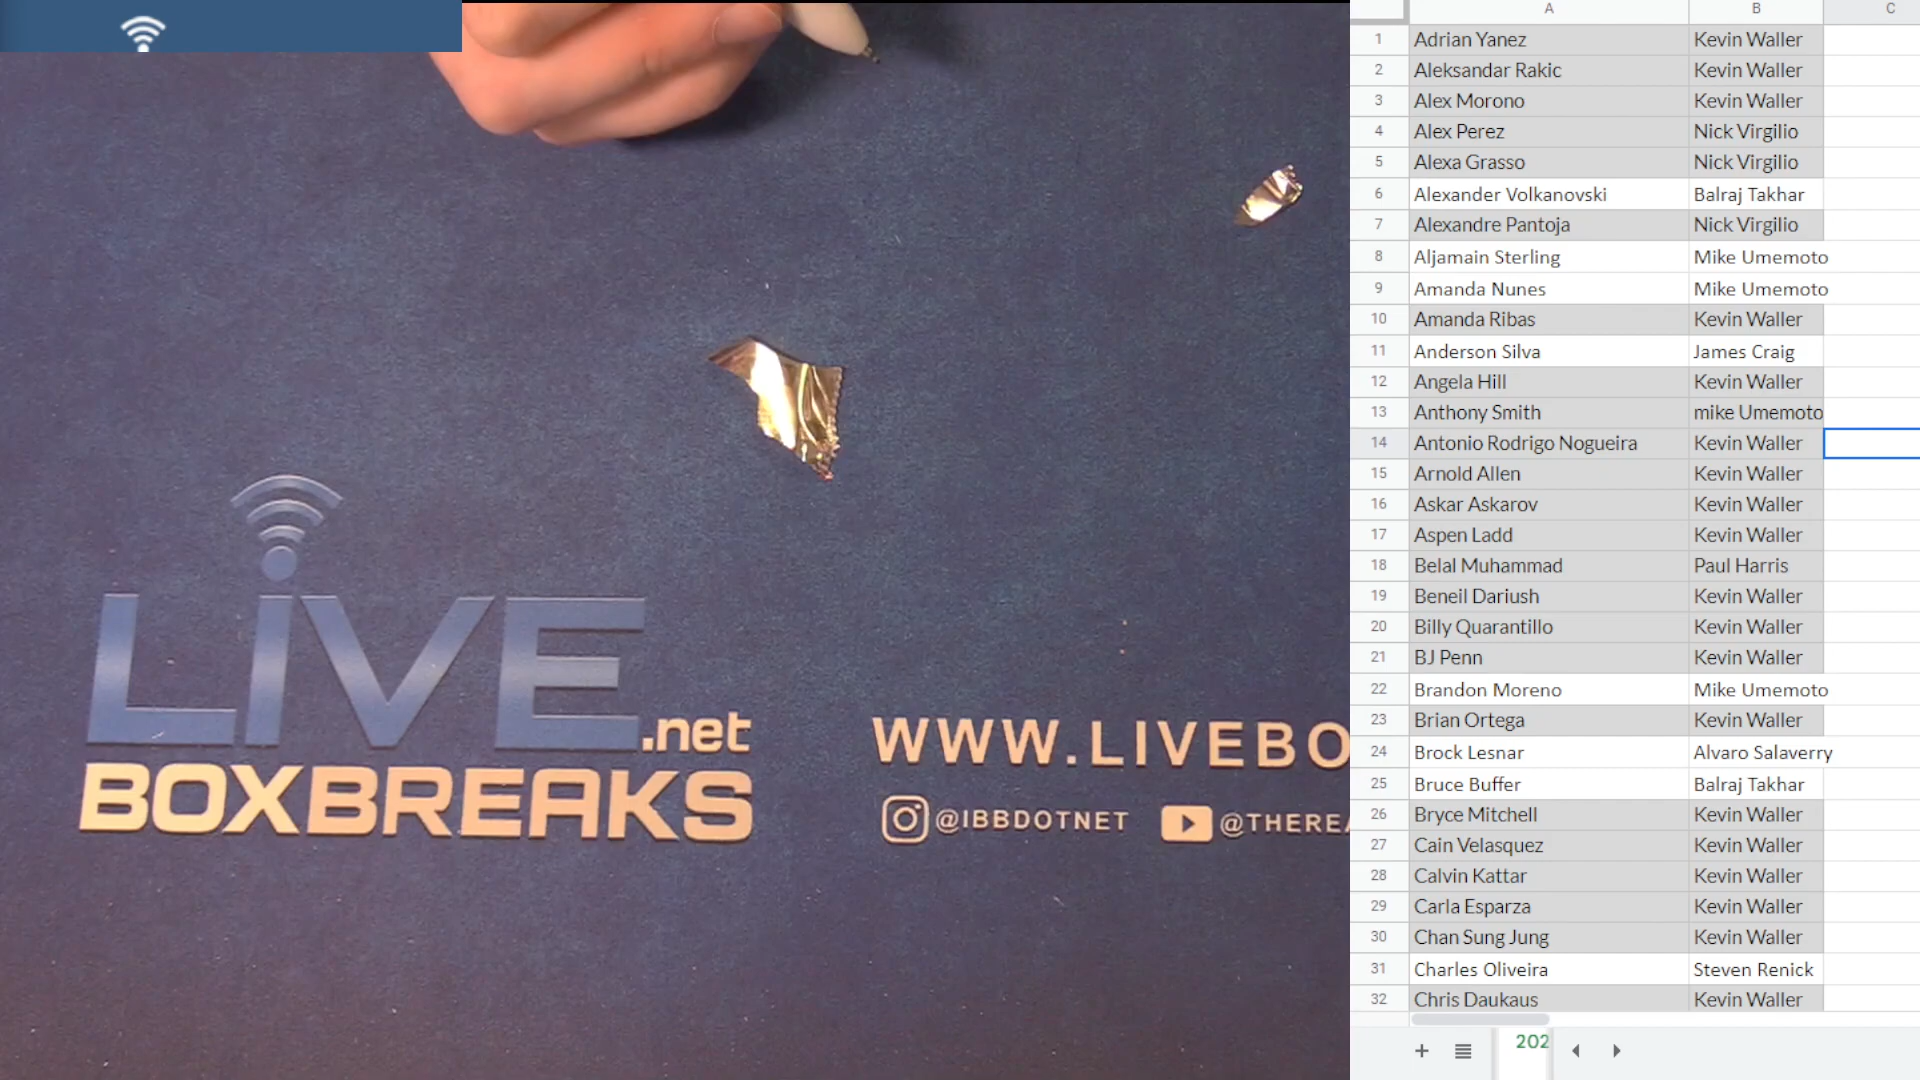 LIVE
.net
BOXBREAKS
WWW.LIVEBO
@IBBDOTNET @THEREA
A B C
1 Adrian Yanez Kevin Waller
2 Aleksandar Rakic Kevin Waller
3 Alex Morono Kevin Waller
4 Alex Perez Nick Virgilio
5 Alexa Grasso Nick Virgilio
6 Alexander Volkanovski Balraj Takhar
7 Alexandre Pantoja Nick Virgilio
8 Aljamain Sterling Mike Umemoto
9 Amanda Nunes Mike Umemoto
10 Amanda Ribas Kevin Waller
11 Anderson Silva James Craig
12 Angela Hill Kevin Waller
13 Anthony Smith mike Umemoto
14 Antonio Rodrigo Nogueira Kevin Waller
15 Arnold Allen Kevin Waller
16 Askar Askarov Kevin Waller
17 Aspen Ladd Kevin Waller
18 Belal Muhammad Paul Harris
19 Beneil Dariush Kevin Waller
20 Billy Quarantillo Kevin Waller
21 BJ Penn Kevin Waller
22 Brandon Moreno Mike Umemoto
23 Brian Ortega Kevin Waller
24 Brock Lesnar Alvaro Salaverry
25 Bruce Buffer Balraj Takhar
26 Bryce Mitchell Kevin Waller
27 Cain Velasquez Kevin Waller
28 Calvin Kattar Kevin Waller
29 Carla Esparza Kevin Waller
30 Chan Sung Jung Kevin Waller
31 Charles Oliveira Steven Renick
32 Chris Daukaus Kevin Waller
202